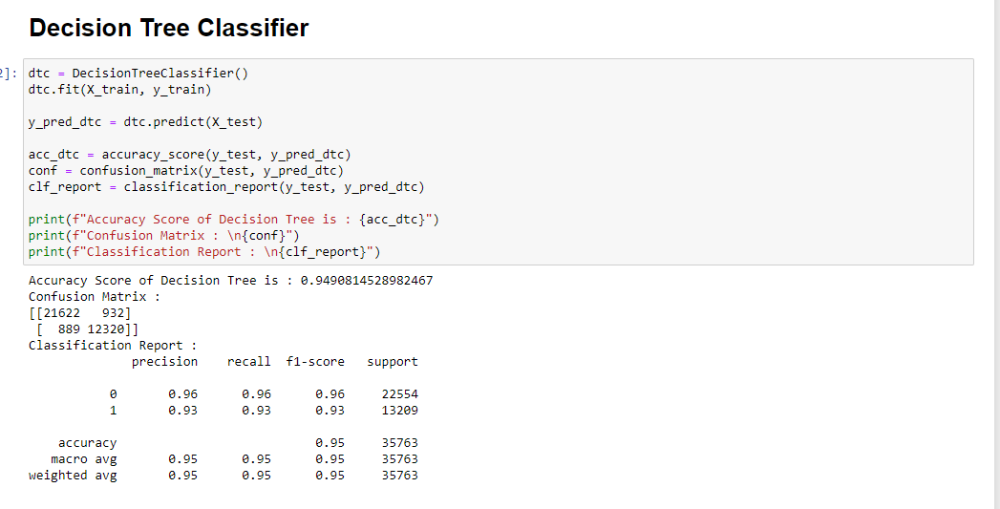 Decision Tree Classifier
2]: dtc = DecisionTreeClassifier()
dtc.fit(X_train, y_train)
y_pred_dtc = dtc.predict(X_test)
acc_dtc = accuracy_score(y_test, y_pred_dtc)
conf = confusion_matrix(y_test, y_pred_dtc)
clf_report = classification_report(y_test, y_pred_dtc)
print(f"Accuracy Score of Decision Tree is : {acc_dtc}")
print(f"Confusion Matrix : \n{conf}")
print(f"Classification Report : \n{clf_report}")
Accuracy Score of Decision Tree is : 0.9490814528982467
Confusion Matrix :
[[21622   932]
 [  889 12320]]
Classification Report :
              precision    recall  f1-score   support
           0       0.96      0.96      0.96     22554
           1       0.93      0.93      0.93     13209
    accuracy                           0.95     35763
   macro avg       0.95      0.95      0.95     35763
weighted avg       0.95      0.95      0.95     35763